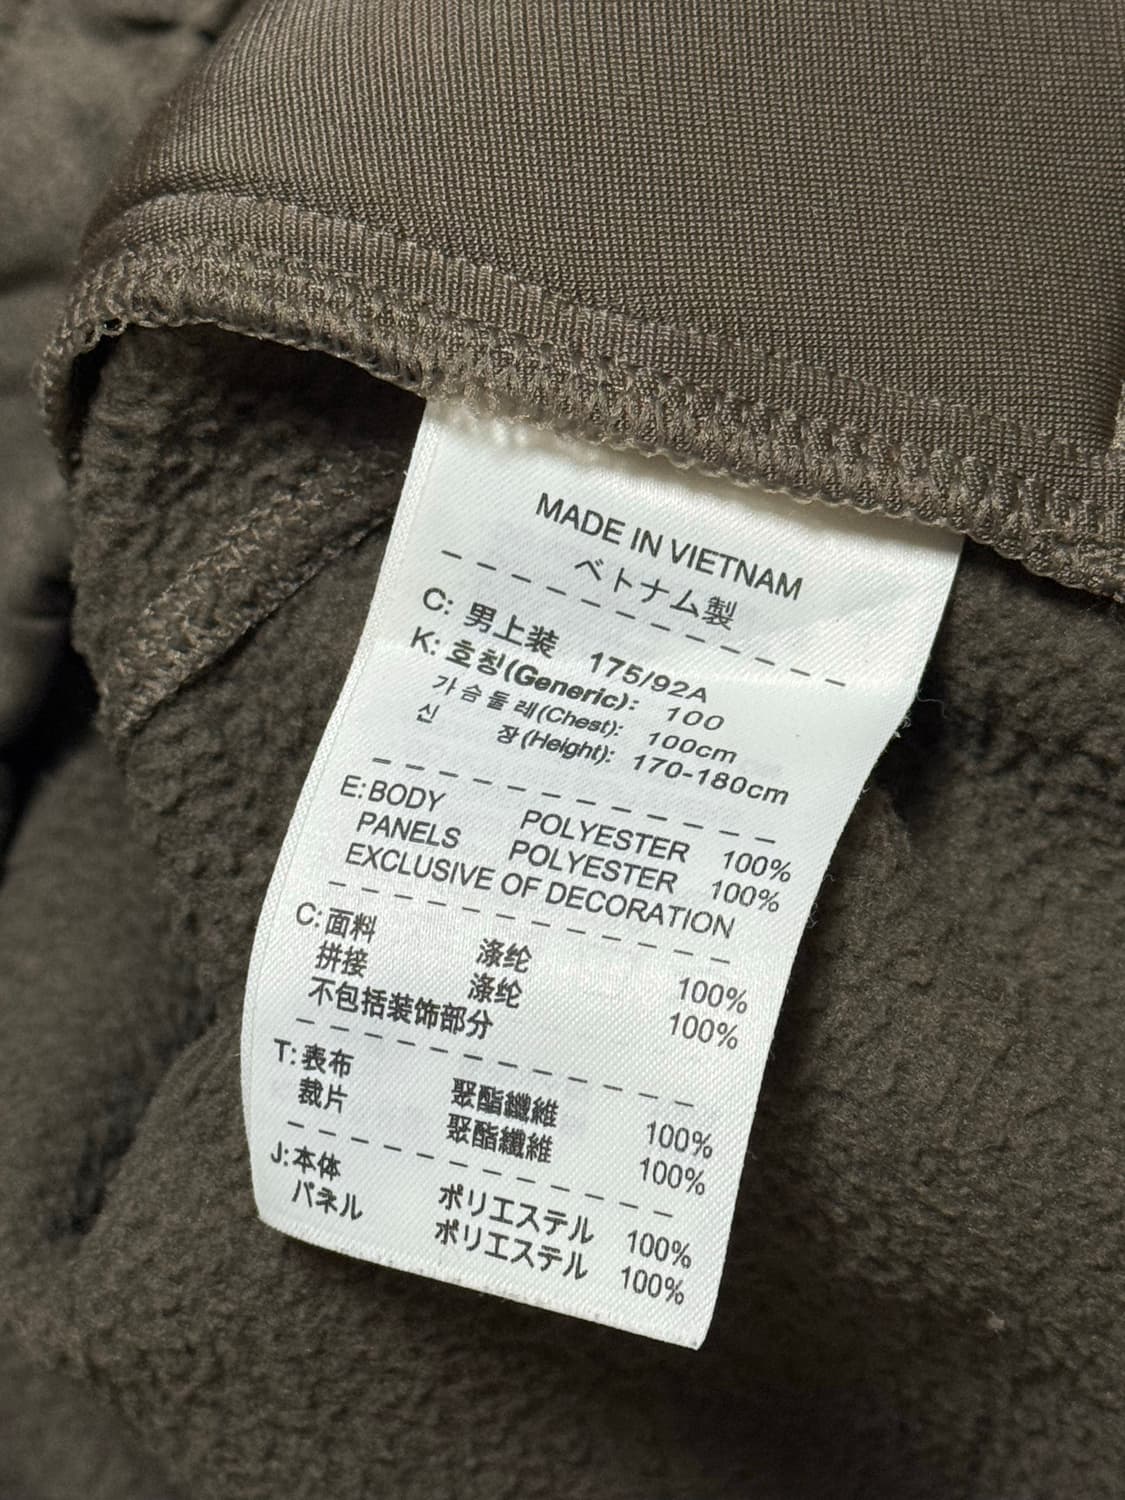 MADE IN VIETNAM
ベトナム製
C: 男上装 175/92A
K: 호칭(Generic): 100
가슴둘레(Chest): 100cm
신 장(Height): 170-180cm
E: BODY POLYESTER 100%
PANELS POLYESTER 100%
EXCLUSIVE OF DECORATION
C: 面料 涤纶 100%
拼接 涤纶 100%
不包括装饰部分
T: 表布 聚酯纖維 100%
裁片 聚酯纖維 100%
J: 本体 ポリエステル 100%
パネル ポリエステル 100%